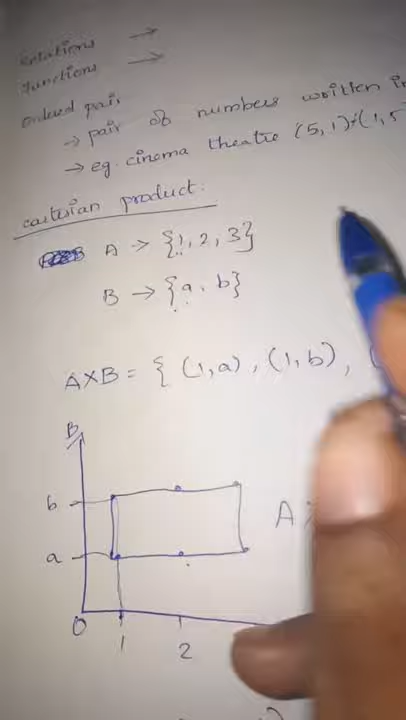 Relations →
Functions →
Ordered pair
→ pair of numbers written in
→ eg. cinema theatre (5,1)≠(1,5
cartesian product:
A → {1, 2, 3}
B → {a, b}
A×B = { (1,a), (1,b), (
B
b
a
A
0
1
2